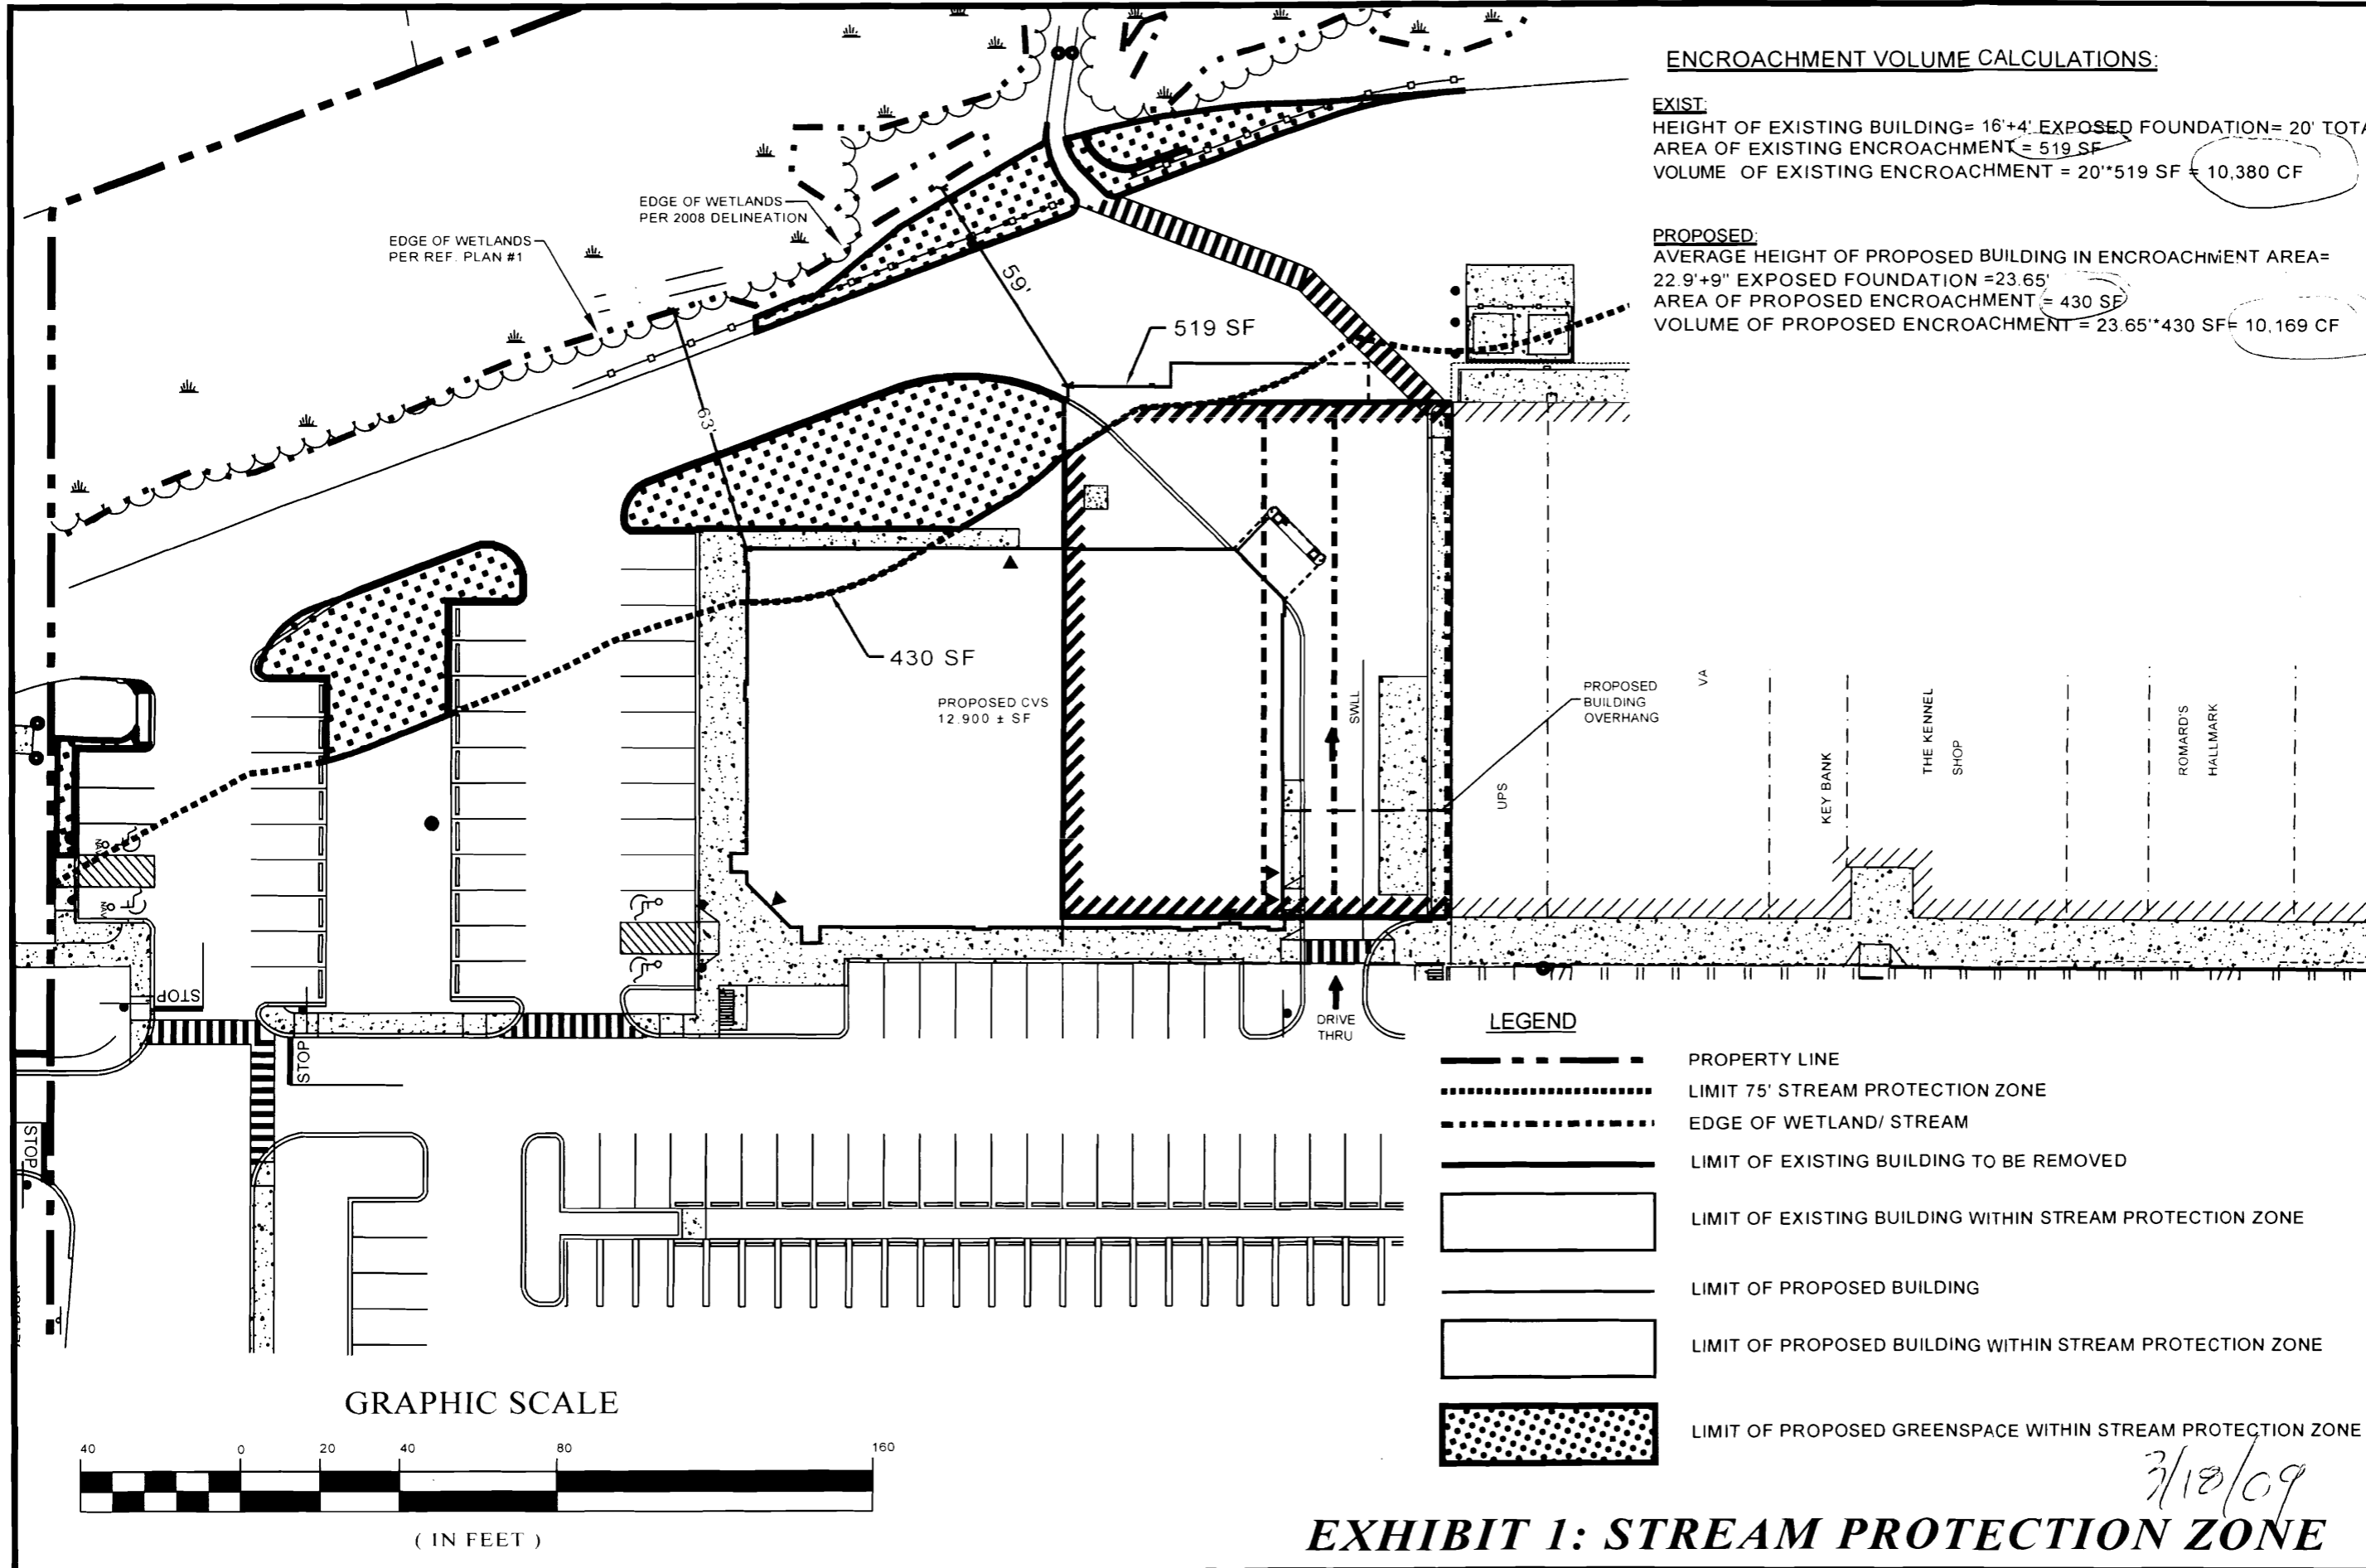 ENCROACHMENT VOLUME CALCULATIONS:
EXIST:
HEIGHT OF EXISTING BUILDING= 16'+4' EXPOSED FOUNDATION= 20' TOTA
AREA OF EXISTING ENCROACHMENT = 519 SF
VOLUME OF EXISTING ENCROACHMENT = 20'*519 SF = 10,380 CF
PROPOSED:
AVERAGE HEIGHT OF PROPOSED BUILDING IN ENCROACHMENT AREA=
22.9'+9" EXPOSED FOUNDATION =23.65'
AREA OF PROPOSED ENCROACHMENT = 430 SF
VOLUME OF PROPOSED ENCROACHMENT = 23.65'*430 SF= 10,169 CF
EDGE OF WETLANDS
PER 2008 DELINEATION
EDGE OF WETLANDS
PER REF. PLAN #1
59'
63'
519 SF
430 SF
PROPOSED CVS
12.900 ± SF
SWLL
PROPOSED
BUILDING
OVERHANG
UPS
VA
KEY BANK
THE KENNEL
SHOP
ROMARD'S
HALLMARK
STOP
STOP
STOP
DRIVE
THRU
LEGEND
PROPERTY LINE
LIMIT 75' STREAM PROTECTION ZONE
EDGE OF WETLAND/ STREAM
LIMIT OF EXISTING BUILDING TO BE REMOVED
LIMIT OF EXISTING BUILDING WITHIN STREAM PROTECTION ZONE
LIMIT OF PROPOSED BUILDING
LIMIT OF PROPOSED BUILDING WITHIN STREAM PROTECTION ZONE
LIMIT OF PROPOSED GREENSPACE WITHIN STREAM PROTECTION ZONE
GRAPHIC SCALE
40 0 20 40 80 160
( IN FEET )
3/18/09
EXHIBIT 1: STREAM PROTECTION ZONE